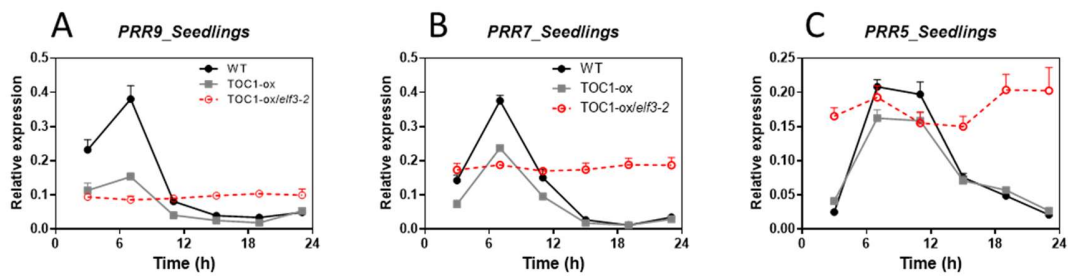 A
PRR9_Seedlings
Relative expression
0.5
0.4
0.3
0.2
0.1
0.0
WT
TOC1-ox
TOC1-ox/elf3-2
0
6
12
18
24
Time (h)
B
PRR7_Seedlings
Relative expression
0.5
0.4
0.3
0.2
0.1
0.0
WT
TOC1-ox
TOC1-ox/elf3-2
0
6
12
18
24
Time (h)
C
PRR5_Seedlings
Relative expression
0.25
0.20
0.15
0.10
0.05
0.00
0
6
12
18
24
Time (h)